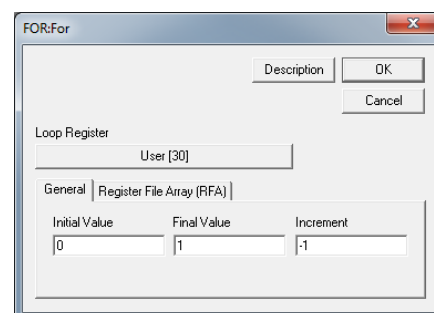 FOR:For
x
Description OK
Cancel
Loop Register
User [30]
General Register File Array (RFA)
Initial Value Final Value Increment
0 1 -1